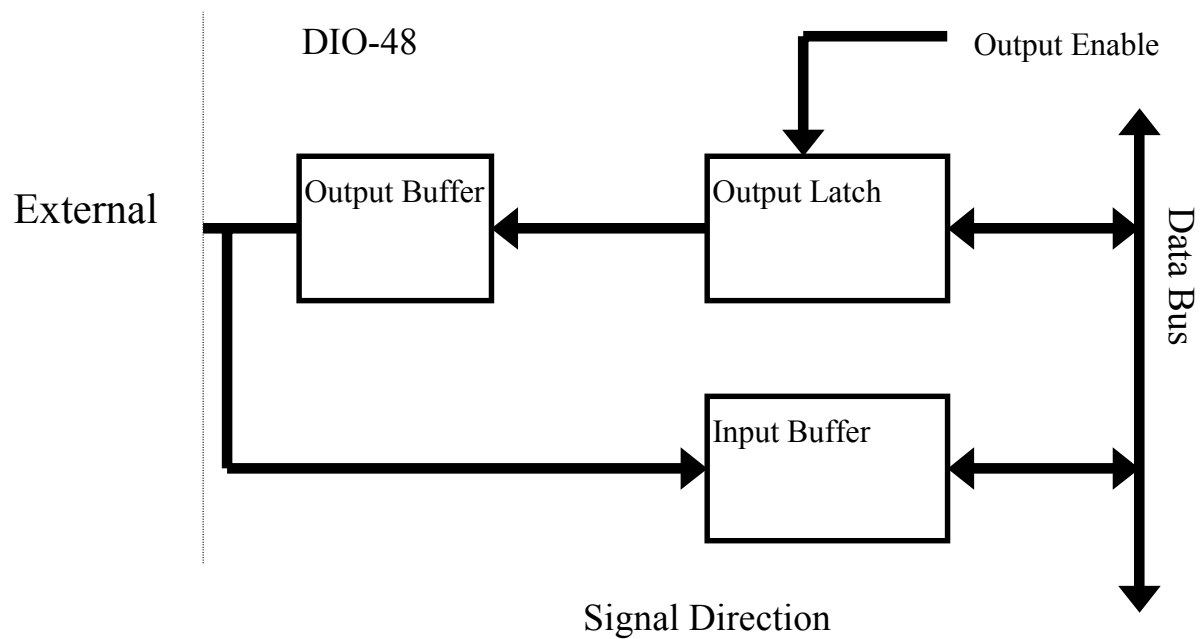 DIO-48
Output Enable
Output Buffer
Output Latch
External
Data Bus
Input Buffer
Signal Direction